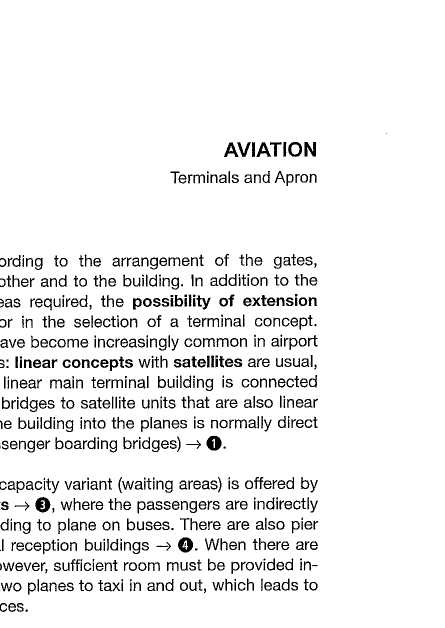 AVIATION
Terminals and Apron
ording to the arrangement of the gates,
other and to the building. In addition to the
eas required, the possibility of extension
or in the selection of a terminal concept.
ave become increasingly common in airport
s: linear concepts with satellites are usual,
linear main terminal building is connected
bridges to satellite units that are also linear
ne building into the planes is normally direct
ssenger boarding bridges) → ❶.
capacity variant (waiting areas) is offered by
s → ❸, where the passengers are indirectly
ding to plane on buses. There are also pier
l reception buildings → ❹. When there are
owever, sufficient room must be provided in-
wo planes to taxi in and out, which leads to
ces.